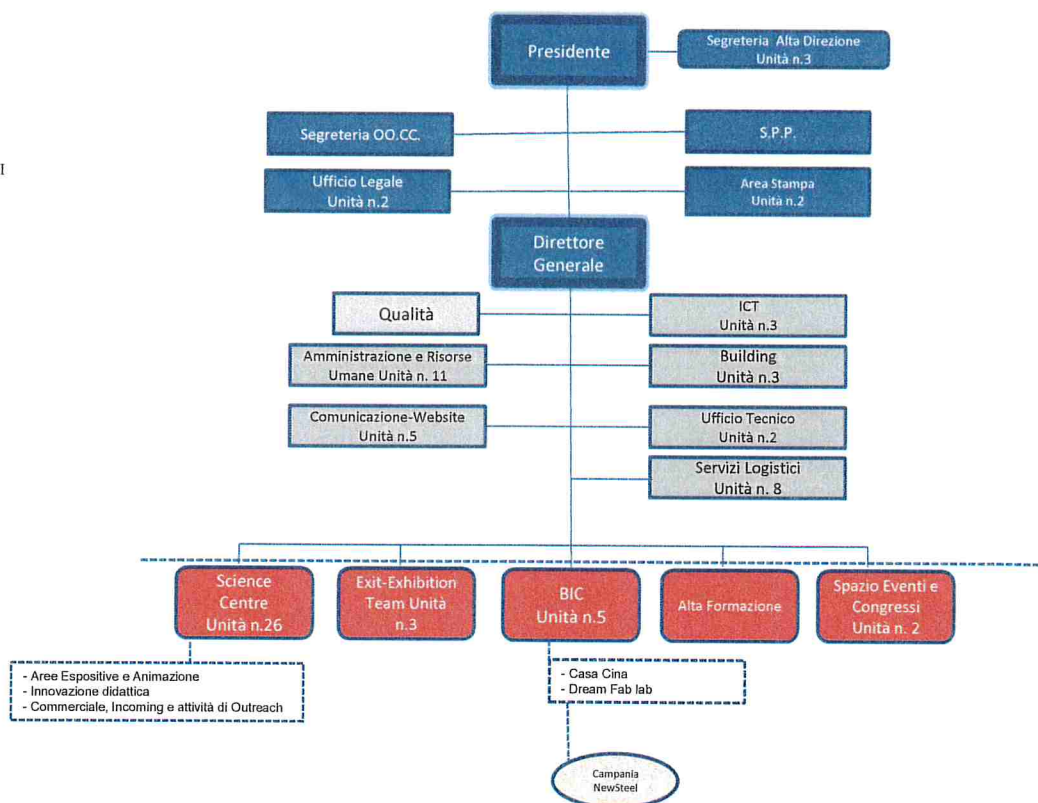 Presidente
Segreteria Alta Direzione
Unità n.3
Segreteria OO.CC.
S.P.P.
I
Ufficio Legale
Unità n.2
Area Stampa
Unità n.2
Direttore
Generale
Qualità
ICT
Unità n.3
Amministrazione e Risorse
Umane Unità n. 11
Building
Unità n.3
Comunicazione-Website
Unità n.5
Ufficio Tecnico
Unità n.2
Servizi Logistici
Unità n. 8
Science
Centre
Unità n.26
Exit-Exhibition
Team Unità
n.3
BIC
Unità n.5
Alta Formazione
Spazio Eventi e
Congressi
Unità n. 2
- Aree Espositive e Animazione
- Innovazione didattica
- Commerciale, Incoming e attività di Outreach
- Casa Cina
- Dream Fab lab
Campania
NewSteel